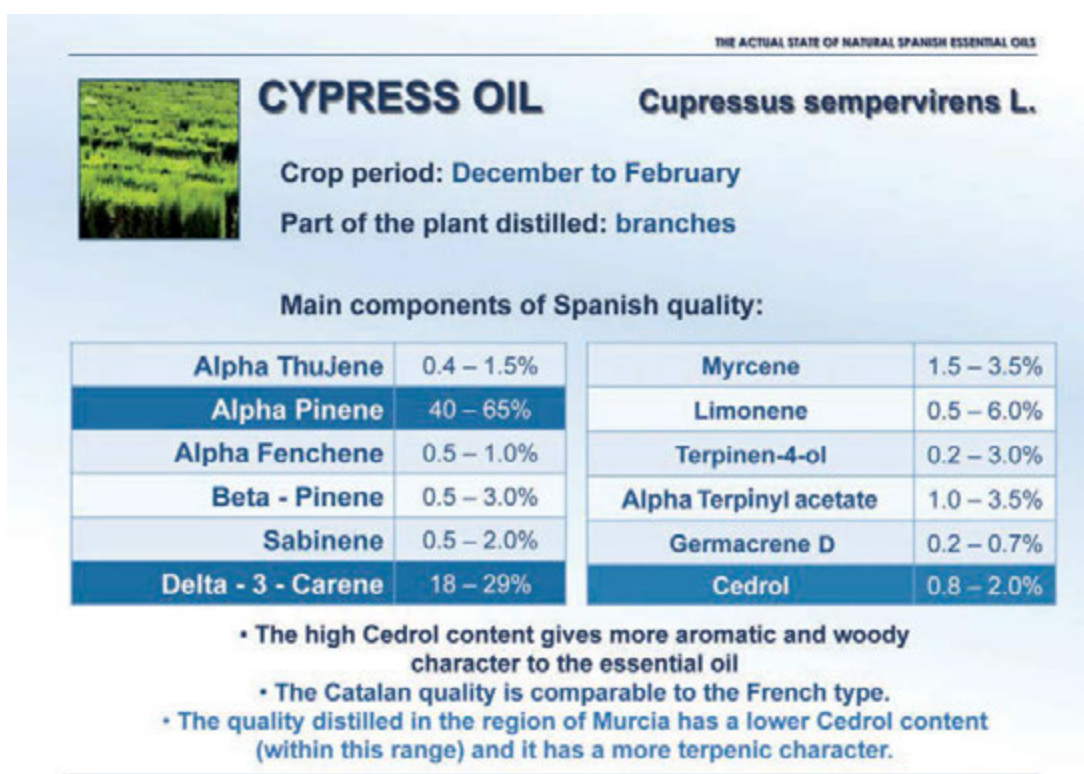 THE ACTUAL STATE OF NATURAL SPANISH ESSENTIAL OILS
CYPRESS OIL
Cupressus sempervirens L.
Crop period: December to February
Part of the plant distilled: branches
Main components of Spanish quality:
Alpha Thujene 0.4 – 1.5%
Alpha Pinene 40 – 65%
Alpha Fenchene 0.5 – 1.0%
Beta - Pinene 0.5 – 3.0%
Sabinene 0.5 – 2.0%
Delta - 3 - Carene 18 – 29%
Myrcene 1.5 – 3.5%
Limonene 0.5 – 6.0%
Terpinen-4-ol 0.2 – 3.0%
Alpha Terpinyl acetate 1.0 – 3.5%
Germacrene D 0.2 – 0.7%
Cedrol 0.8 – 2.0%
• The high Cedrol content gives more aromatic and woody
character to the essential oil
• The Catalan quality is comparable to the French type.
• The quality distilled in the region of Murcia has a lower Cedrol content
(within this range) and it has a more terpenic character.